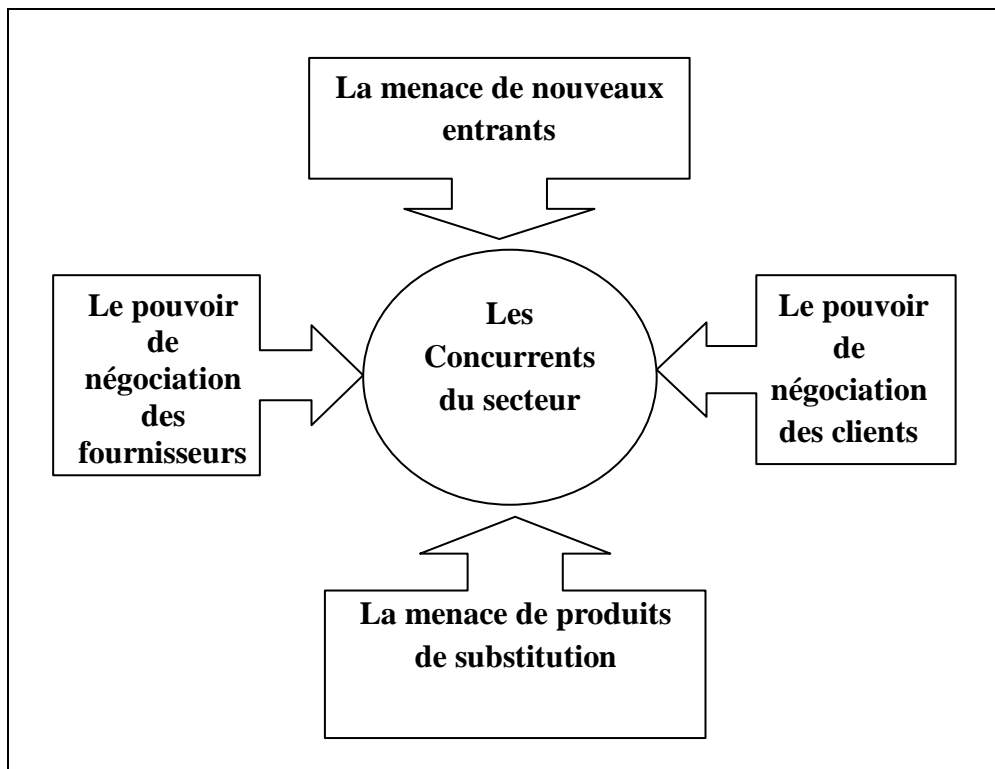 La menace de nouveaux
entrants
Le pouvoir
de
négociation
des
fournisseurs
Les
Concurrents
du secteur
Le pouvoir
de
négociation
des clients
La menace de produits
de substitution